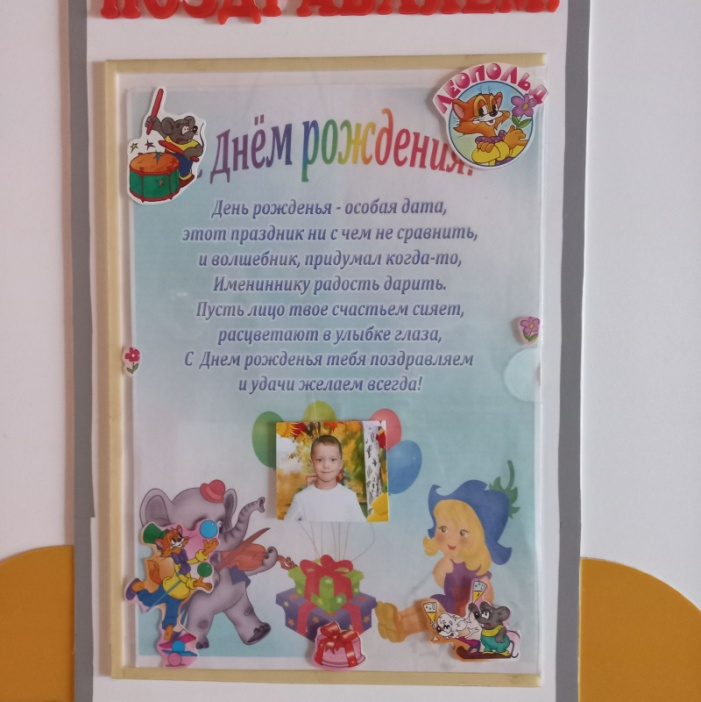 ПОЗДРАВЛЯЕМ!
ЛЕОПОЛЬД
Днём рождения!
День рожденья - особая дата,
этот праздник ни с чем не сравнить,
и волшебник, придумал когда-то,
Имениннику радость дарить.
Пусть лицо твое счастьем сияет,
расцветают в улыбке глаза,
С Днем рожденья тебя поздравляем
и удачи желаем всегда!